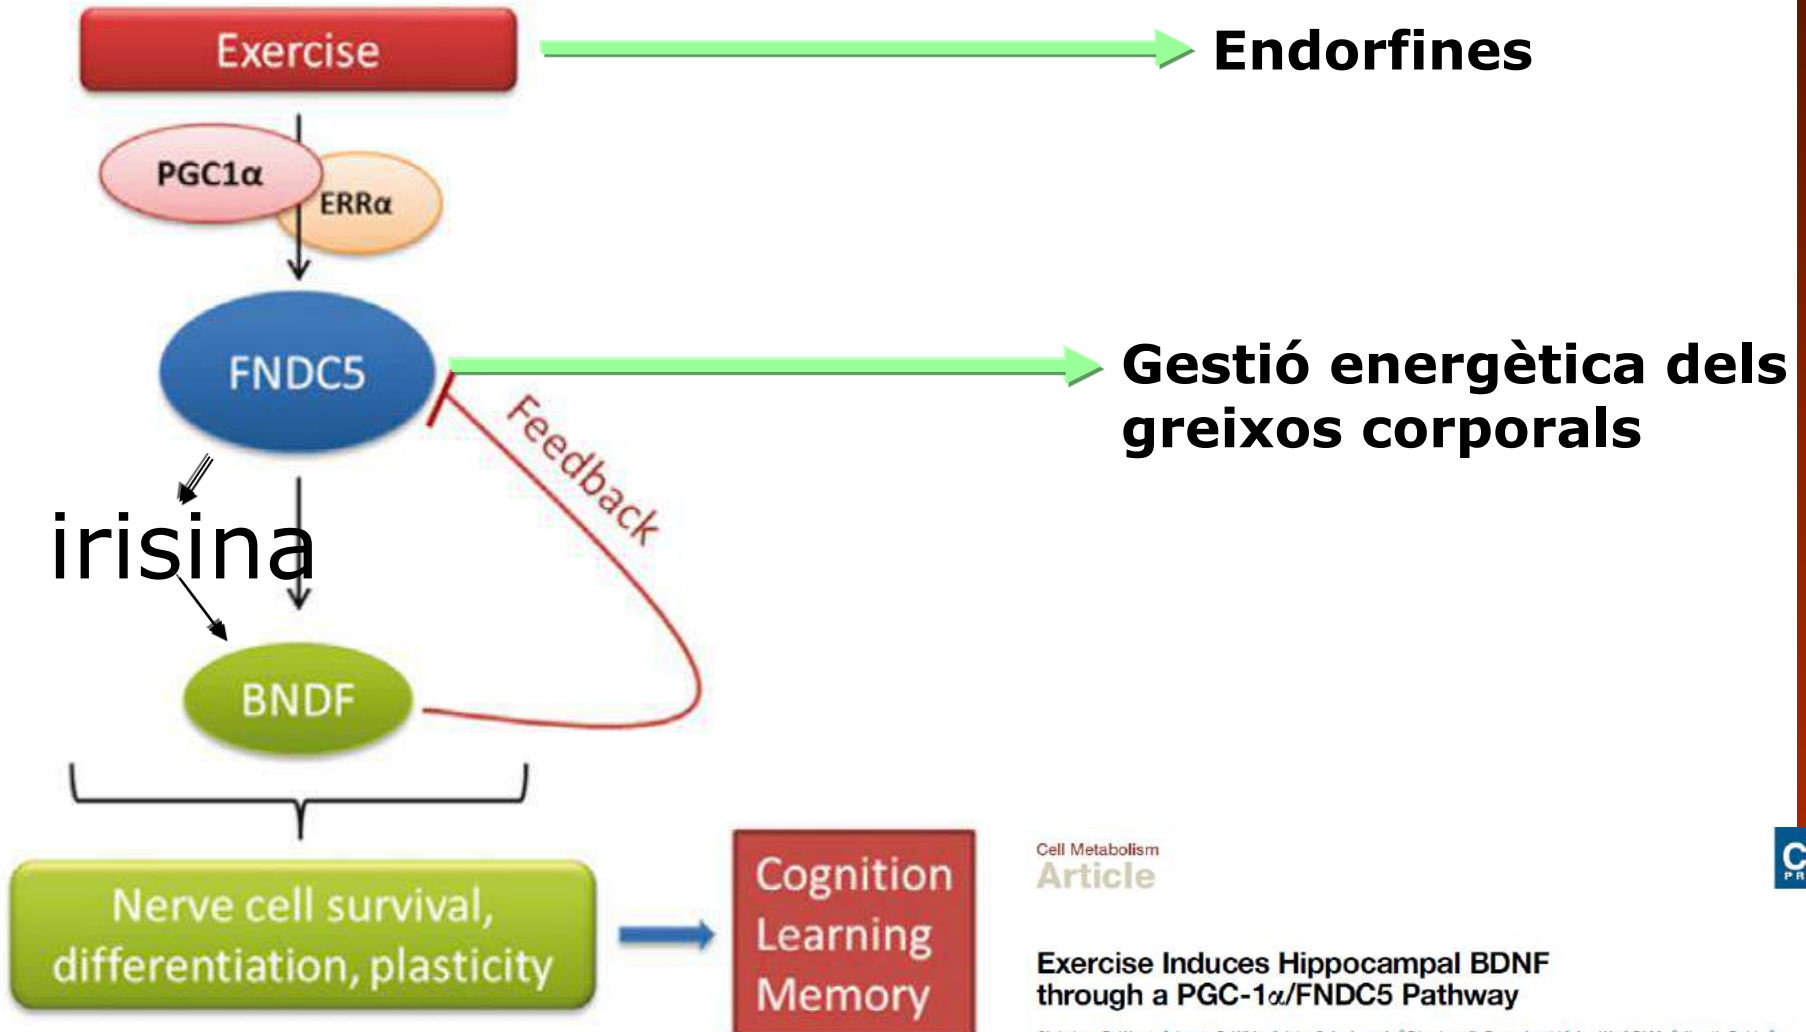 Exercise
Endorfines
PGC1α
ERRα
FNDC5
Gestió energètica dels
greixos corporals
Feedback
irisina
BNDF
Nerve cell survival,
differentiation, plasticity
Cognition
Learning
Memory
Cell Metabolism
Article
Exercise Induces Hippocampal BDNF
through a PGC-1α/FNDC5 Pathway